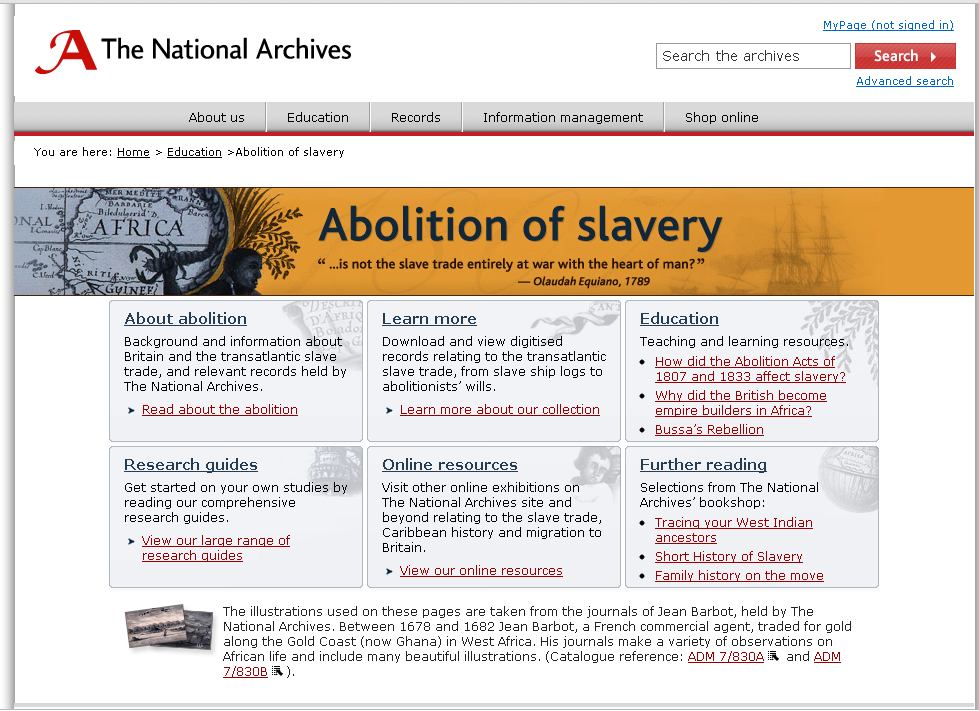 MyPage (not signed in)
The National Archives
Search the archives
Search
Advanced search
About us
Education
Records
Information management
Shop online
You are here: Home > Education >Abolition of slavery
MER MEDITE
BARBARIE
Biledulgerid
Barca
AFRICA
GUINEE
Abolition of slavery
“ ...is not the slave trade entirely at war with the heart of man?”
— Olaudah Equiano, 1789
About abolition
Background and information about
Britain and the transatlantic slave
trade, and relevant records held by
The National Archives.
Read about the abolition
Learn more
Download and view digitised
records relating to the transatlantic
slave trade, from slave ship logs to
abolitionists’ wills.
Learn more about our collection
Education
Teaching and learning resources.
• How did the Abolition Acts of
1807 and 1833 affect slavery?
• Why did the British become
empire builders in Africa?
• Bussa’s Rebellion
Research guides
Get started on your own studies by
reading our comprehensive
research guides.
View our large range of
research guides
Online resources
Visit other online exhibitions on
The National Archives site and
beyond relating to the slave trade,
Caribbean history and migration to
Britain.
View our online resources
Further reading
Selections from The National
Archives’ bookshop:
• Tracing your West Indian
ancestors
• Short History of Slavery
• Family history on the move
The illustrations used on these pages are taken from the journals of Jean Barbot, held by The
National Archives. Between 1678 and 1682 Jean Barbot, a French commercial agent, traded for gold
along the Gold Coast (now Ghana) in West Africa. His journals make a variety of observations on
African life and include many beautiful illustrations. (Catalogue reference: ADM 7/830A and ADM
7/830B ).